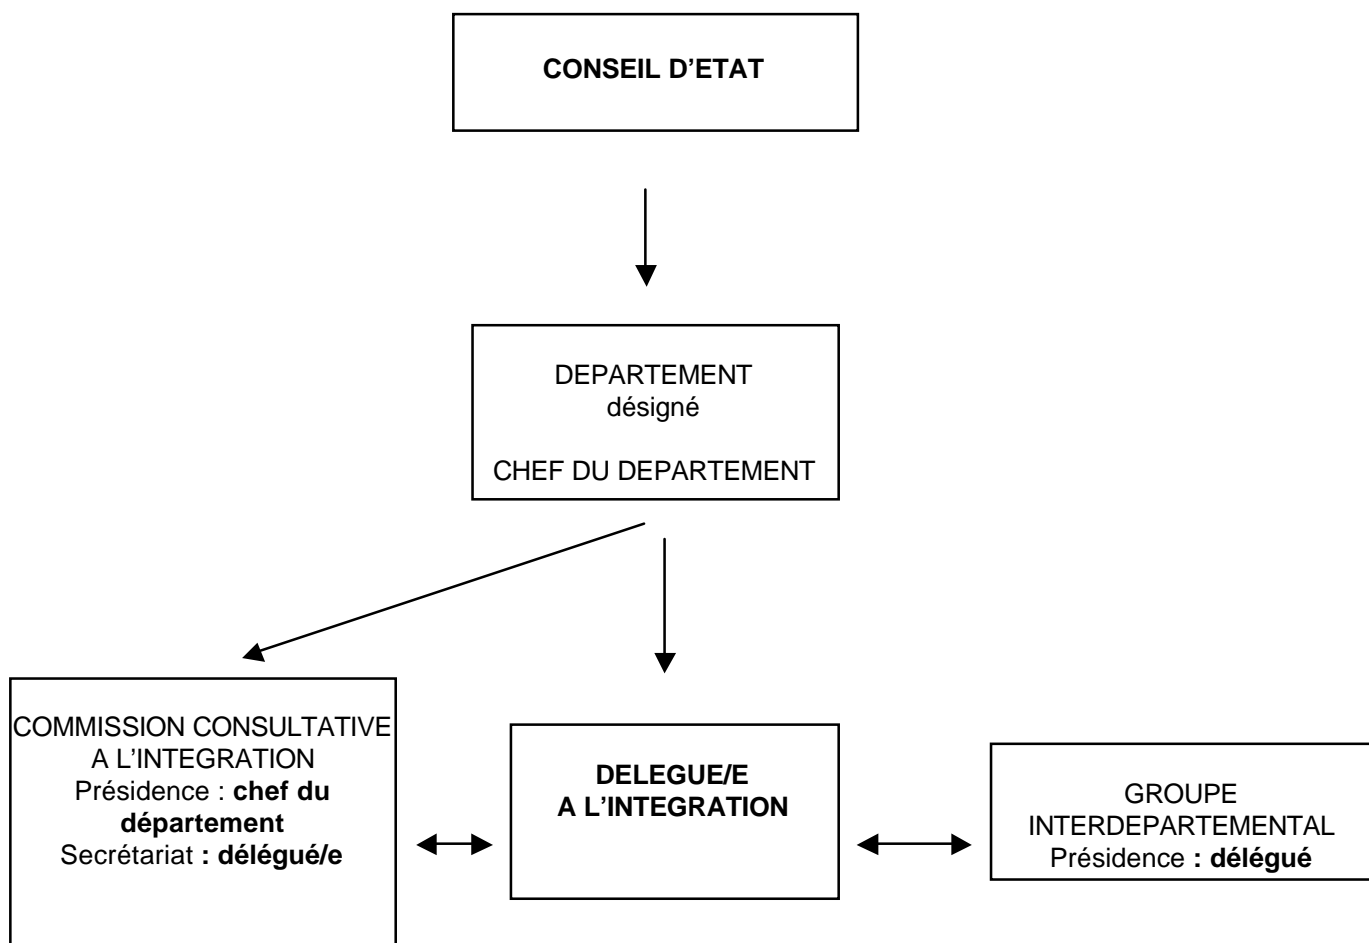 CONSEIL D'ETAT
DEPARTEMENT
désigné
CHEF DU DEPARTEMENT
COMMISSION CONSULTATIVE
A L'INTEGRATION
Présidence : chef du
département
Secrétariat : délégué/e
DELEGUE/E
A L'INTEGRATION
GROUPE
INTERDEPARTEMENTAL
Présidence : délégué